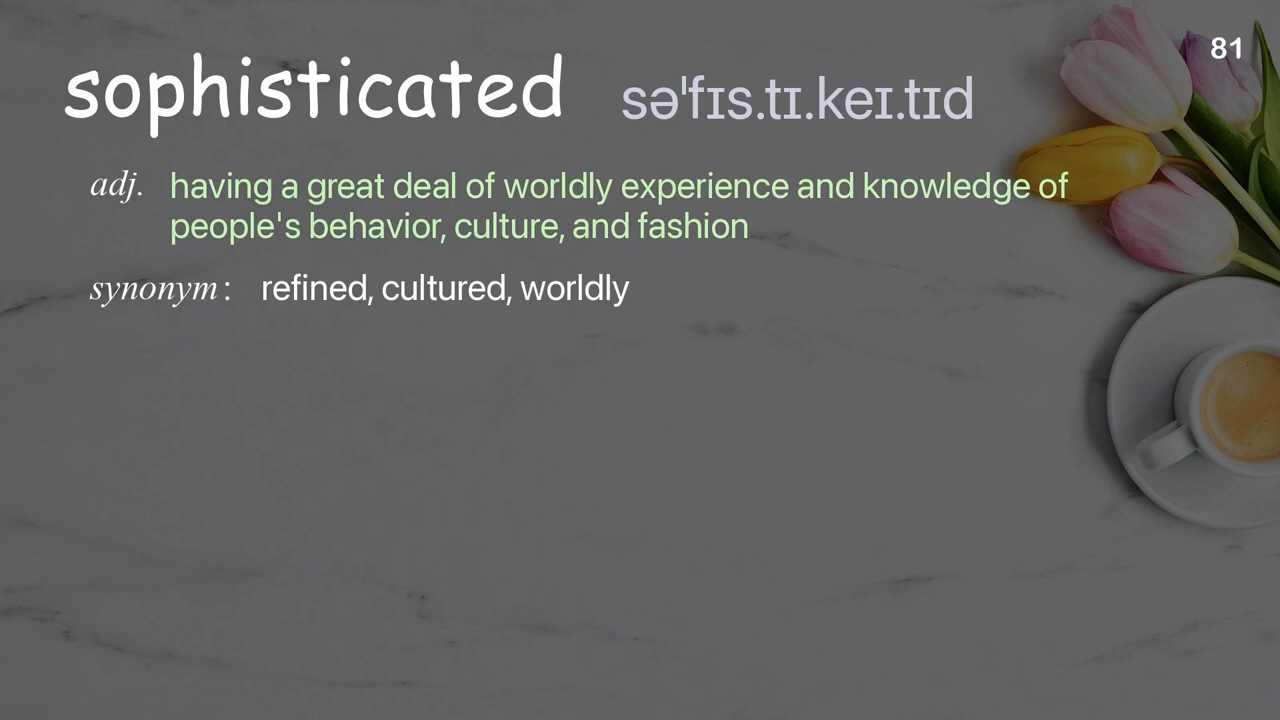 81
sophisticated səˈfɪs.tɪ.keɪ.tɪd
adj. having a great deal of worldly experience and knowledge of
people's behavior, culture, and fashion
synonym : refined, cultured, worldly